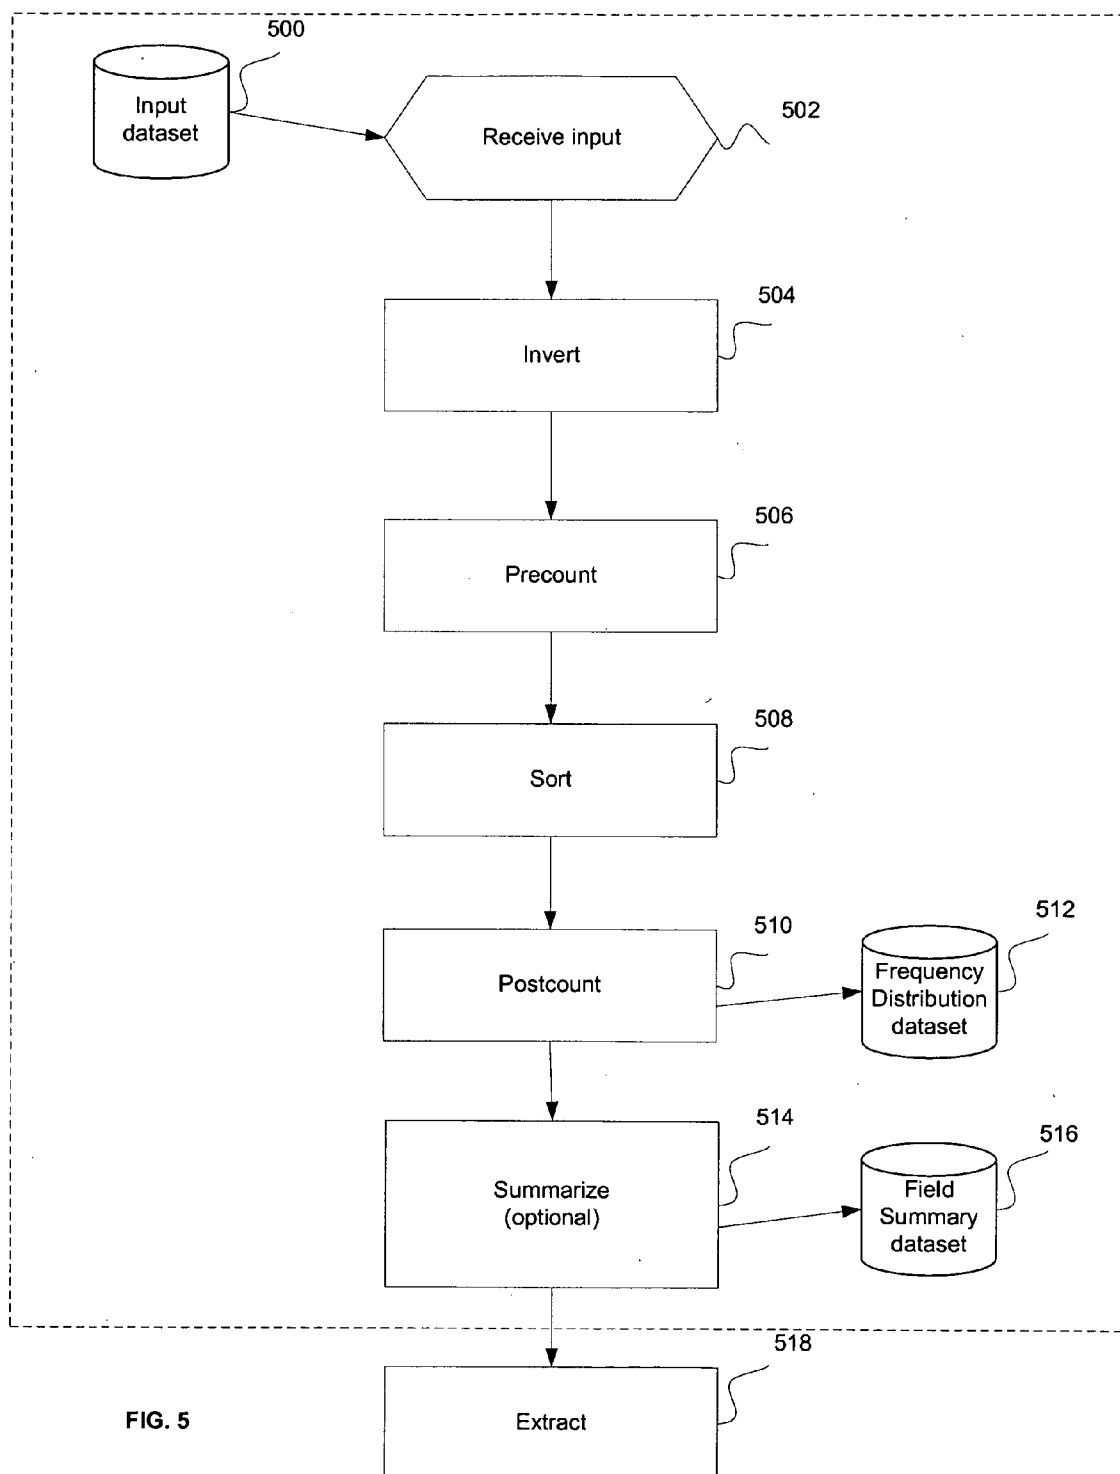 500
Input
dataset
Receive input
502
504
Invert
506
Precount
508
Sort
510
Postcount
512
Frequency
Distribution
dataset
514
Summarize
(optional)
516
Field
Summary
dataset
518
Extract
FIG. 5